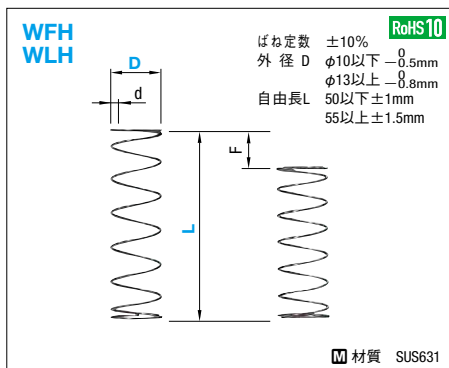 WFH
WLH
RoHS10
ばね定数 ±10%
外 径 D φ10以下 －0/0.5mm
φ13以上 －0/0.8mm
自由長L 50以下±1mm
55以上±1.5mm
D
d
F
L
M 材質 SUS631